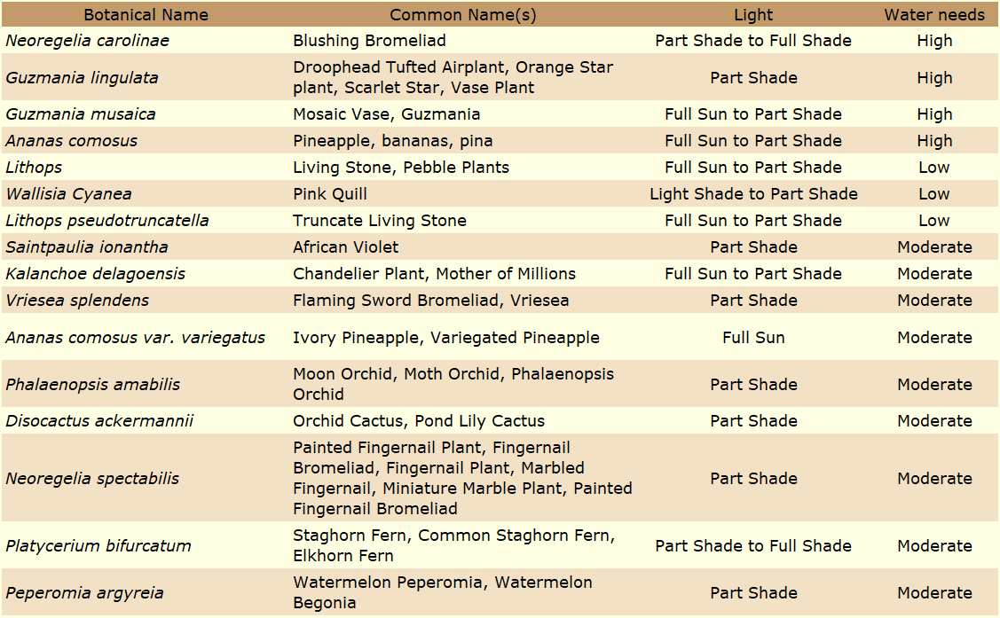 Botanical Name Common Name(s) Light Water needs
Neoregelia carolinae Blushing Bromeliad Part Shade to Full Shade High
Guzmania lingulata Droophead Tufted Airplant, Orange Star Part Shade High
plant, Scarlet Star, Vase Plant
Guzmania musaica Mosaic Vase, Guzmania Full Sun to Part Shade High
Ananas comosus Pineapple, bananas, pina Full Sun to Part Shade High
Lithops Living Stone, Pebble Plants Full Sun to Part Shade Low
Wallisia Cyanea Pink Quill Light Shade to Part Shade Low
Lithops pseudotruncatella Truncate Living Stone Full Sun to Part Shade Low
Saintpaulia ionantha African Violet Part Shade Moderate
Kalanchoe delagoensis Chandelier Plant, Mother of Millions Full Sun to Part Shade Moderate
Vriesea splendens Flaming Sword Bromeliad, Vriesea Part Shade Moderate
Ananas comosus var. variegatus Ivory Pineapple, Variegated Pineapple Full Sun Moderate
Phalaenopsis amabilis Moon Orchid, Moth Orchid, Phalaenopsis Part Shade Moderate
Orchid
Disocactus ackermannii Orchid Cactus, Pond Lily Cactus Part Shade Moderate
Neoregelia spectabilis Painted Fingernail Plant, Fingernail Part Shade Moderate
Bromeliad, Fingernail Plant, Marbled
Fingernail, Miniature Marble Plant, Painted
Fingernail Bromeliad
Platycerium bifurcatum Staghorn Fern, Common Staghorn Fern, Part Shade to Full Shade Moderate
Elkhorn Fern
Peperomia argyreia Watermelon Peperomia, Watermelon Part Shade Moderate
Begonia